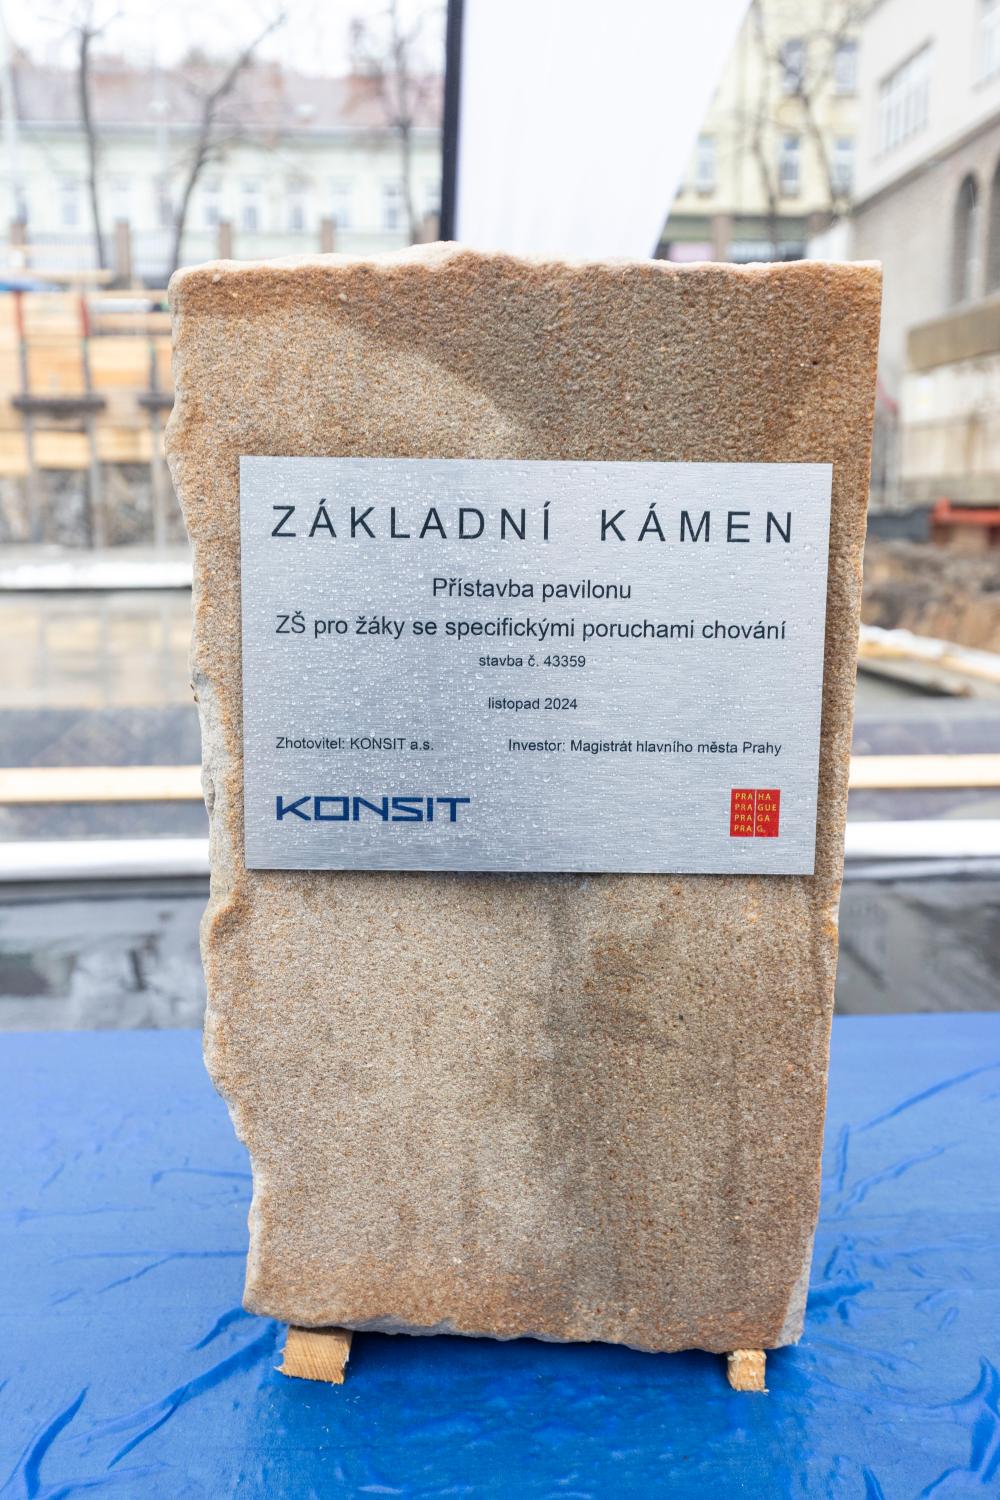 ZÁKLADNÍ KÁMEN
Přístavba pavilonu
ZŠ pro žáky se specifickými poruchami chování
stavba č. 43359
listopad 2024
Zhotovitel: KONSIT a.s.
Investor: Magistrát hlavního města Prahy
KONSIT
PRA HA
PRA GUE
PRA GA
PRA G.